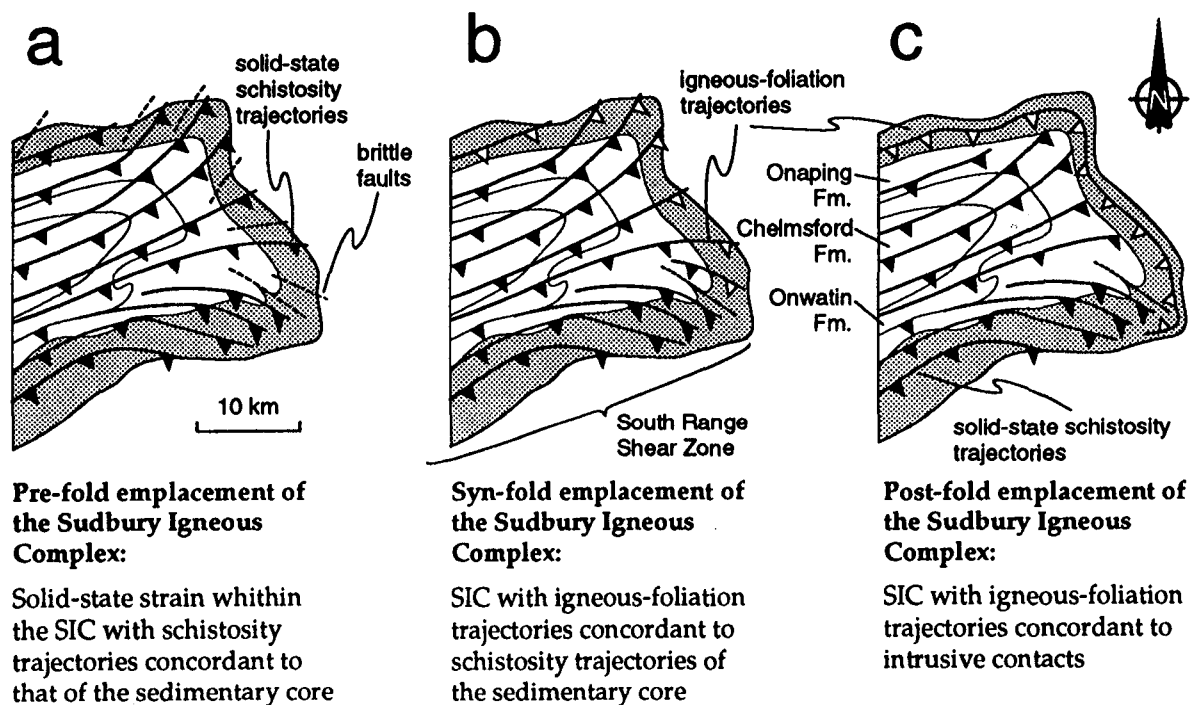 a
solid-state
schistosity
trajectories
brittle
faults
10 km
b
igneous-foliation
trajectories
South Range
Shear Zone
c
N
Onaping
Fm.
Chelmsford
Fm.
Onwatin
Fm.
solid-state schistosity
trajectories
Pre-fold emplacement of
the Sudbury Igneous
Complex:
Solid-state strain whithin
the SIC with schistosity
trajectories concordant to
that of the sedimentary core
Syn-fold emplacement of
the Sudbury Igneous
Complex:
SIC with igneous-foliation
trajectories concordant to
schistosity trajectories of
the sedimentary core
Post-fold emplacement of
the Sudbury Igneous
Complex:
SIC with igneous-foliation
trajectories concordant to
intrusive contacts